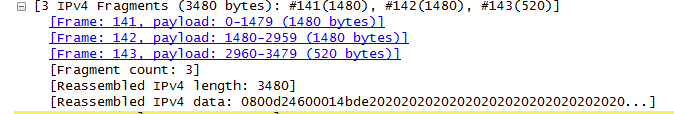 [3 IPv4 Fragments (3480 bytes): #141(1480), #142(1480), #143(520)]
[Frame: 141, payload: 0-1479 (1480 bytes)]
[Frame: 142, payload: 1480-2959 (1480 bytes)]
[Frame: 143, payload: 2960-3479 (520 bytes)]
[Fragment count: 3]
[Reassembled IPv4 length: 3480]
[Reassembled IPv4 data: 0800d24600014bde20202020202020202020202020202020...]